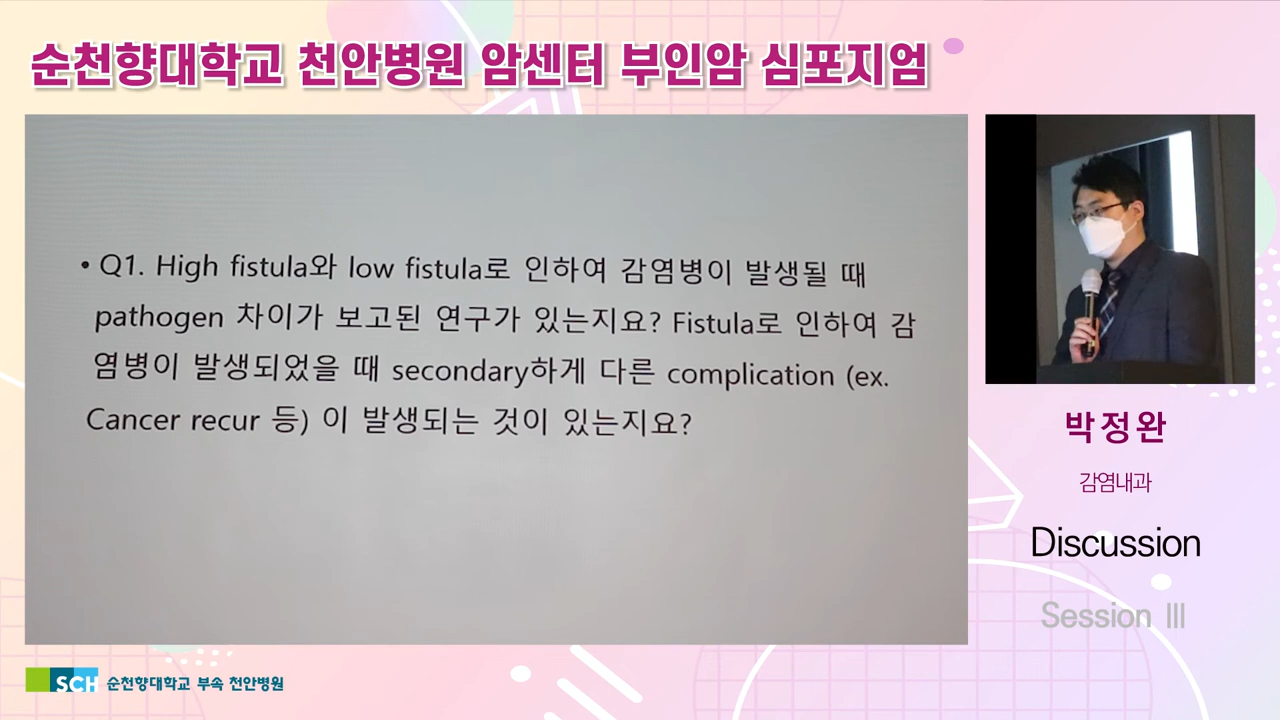 순천향대학교 천안병원 암센터 부인암 심포지엄
• Q1. High fistula와 low fistula로 인하여 감염병이 발생될 때
pathogen 차이가 보고된 연구가 있는지요? Fistula로 인하여 감
염병이 발생되었을 때 secondary하게 다른 complication (ex.
Cancer recur 등) 이 발생되는 것이 있는지요?
박정완
감염내과
Discussion
Session III
SCH 순천향대학교 부속 천안병원